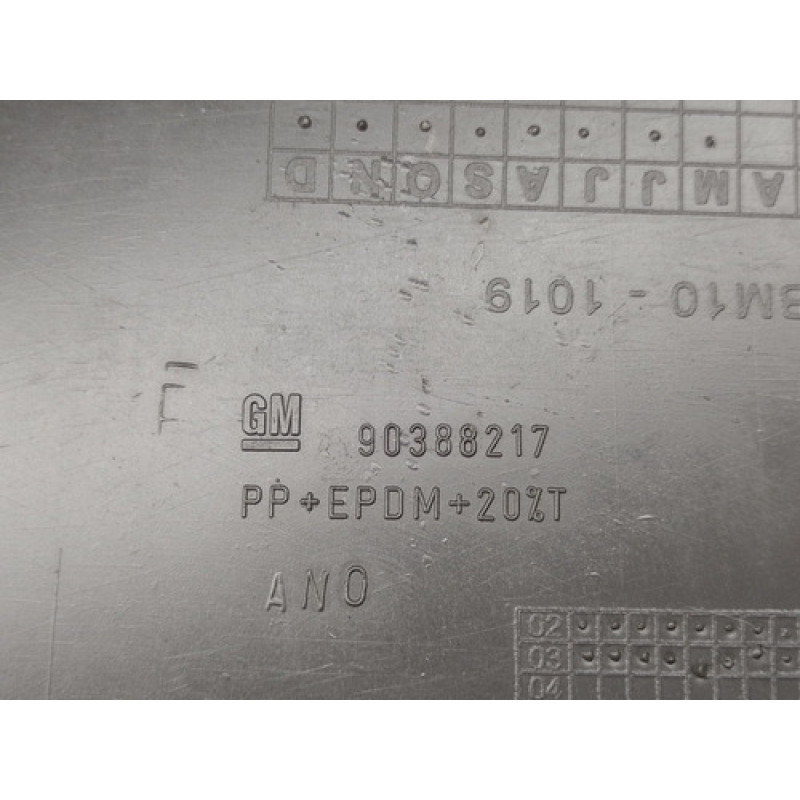 D N O S A J J M A
BM10 - 1019
F
GM 90388217
PP+EPDM+20%T
ANO
02
03
04